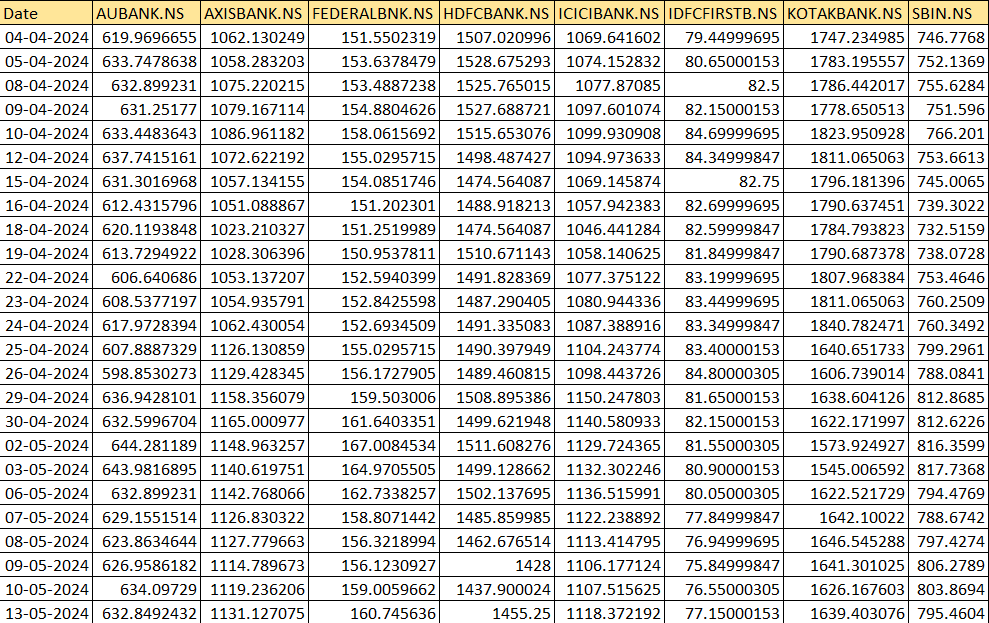 Date AUBANK.NS AXISBANK.NS FEDERALBNK.NS HDFCBANK.NS ICICIBANK.NS IDFCFIRSTB.NS KOTAKBANK.NS SBIN.NS
04-04-2024 619.9696655 1062.130249 151.5502319 1507.020996 1069.641602 79.44999695 1747.234985 746.7768
05-04-2024 633.7478638 1058.283203 153.6378479 1528.675293 1074.152832 80.65000153 1783.195557 752.1369
08-04-2024 632.899231 1075.220215 153.4887238 1525.765015 1077.87085 82.5 1786.442017 755.6284
09-04-2024 631.25177 1079.167114 154.8804626 1527.688721 1097.601074 82.15000153 1778.650513 751.596
10-04-2024 633.4483643 1086.961182 158.0615692 1515.653076 1099.930908 84.69999695 1823.950928 766.201
12-04-2024 637.7415161 1072.622192 155.0295715 1498.487427 1094.973633 84.34999847 1811.065063 753.6613
15-04-2024 631.3016968 1057.134155 154.0851746 1474.564087 1069.145874 82.75 1796.181396 745.0065
16-04-2024 612.4315796 1051.088867 151.202301 1488.918213 1057.942383 82.69999695 1790.637451 739.3022
18-04-2024 620.1193848 1023.210327 151.2519989 1474.564087 1046.441284 82.59999847 1784.793823 732.5159
19-04-2024 613.7294922 1028.306396 150.9537811 1510.671143 1058.140625 81.84999847 1790.687378 738.0728
22-04-2024 606.640686 1053.137207 152.5940399 1491.828369 1077.375122 83.19999695 1807.968384 753.4646
23-04-2024 608.5377197 1054.935791 152.8425598 1487.290405 1080.944336 83.44999695 1811.065063 760.2509
24-04-2024 617.9728394 1062.430054 152.6934509 1491.335083 1087.388916 83.34999847 1840.782471 760.3492
25-04-2024 607.8887329 1126.130859 155.0295715 1490.397949 1104.243774 83.40000153 1640.651733 799.2961
26-04-2024 598.8530273 1129.428345 156.1727905 1489.460815 1098.443726 84.80000305 1606.739014 788.0841
29-04-2024 636.9428101 1158.356079 159.503006 1508.895386 1150.247803 81.65000153 1638.604126 812.8685
30-04-2024 632.5996704 1165.000977 161.6403351 1499.621948 1140.580933 82.15000153 1622.171997 812.6226
02-05-2024 644.281189 1148.963257 167.0084534 1511.608276 1129.724365 81.55000305 1573.924927 816.3599
03-05-2024 643.9816895 1140.619751 164.9705505 1499.128662 1132.302246 80.90000153 1545.006592 817.7368
06-05-2024 632.899231 1142.768066 162.7338257 1502.137695 1136.515991 80.05000305 1622.521729 794.4769
07-05-2024 629.1551514 1126.830322 158.8071442 1485.859985 1122.238892 77.84999847 1642.10022 788.6742
08-05-2024 623.8634644 1127.779663 156.3218994 1462.676514 1113.414795 76.94999695 1646.545288 797.4274
09-05-2024 626.9586182 1114.789673 156.1230927 1428 1106.177124 75.84999847 1641.301025 806.2789
10-05-2024 634.09729 1119.236206 159.0059662 1437.900024 1107.515625 76.55000305 1626.167603 803.8694
13-05-2024 632.8492432 1131.127075 160.745636 1455.25 1118.372192 77.15000153 1639.403076 795.4604